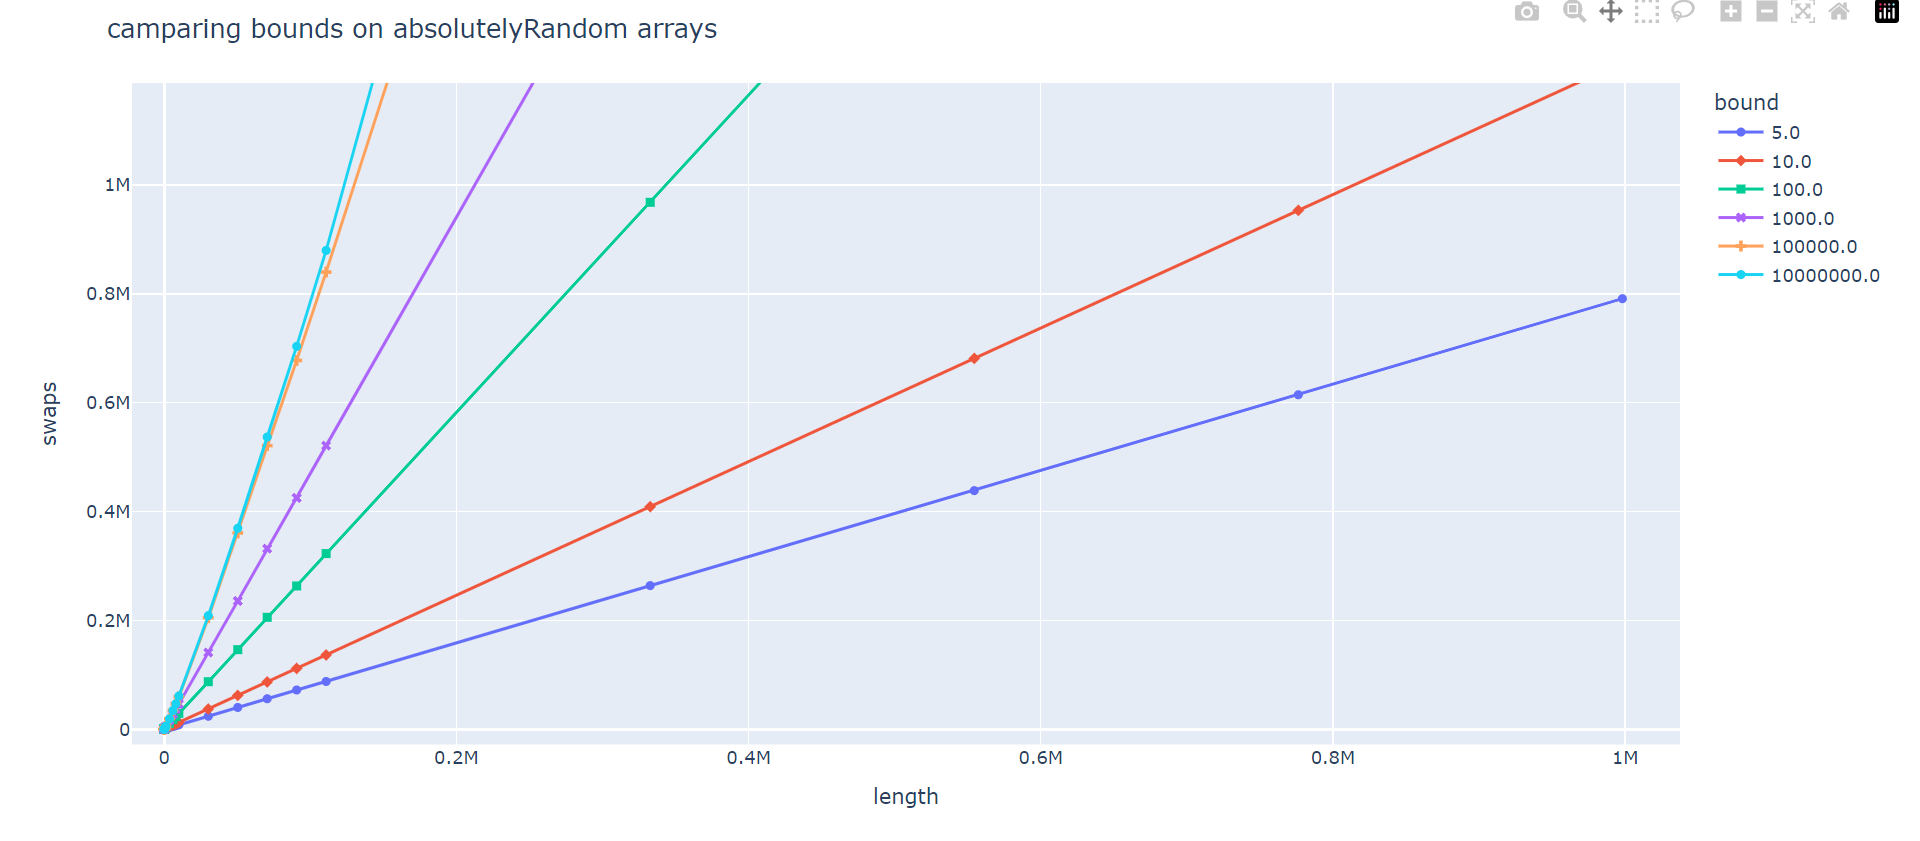 camparing bounds on absolutelyRandom arrays
bound
5.0
10.0
100.0
1000.0
100000.0
10000000.0
swaps
1M
0.8M
0.6M
0.4M
0.2M
0
0
0.2M
0.4M
0.6M
0.8M
1M
length